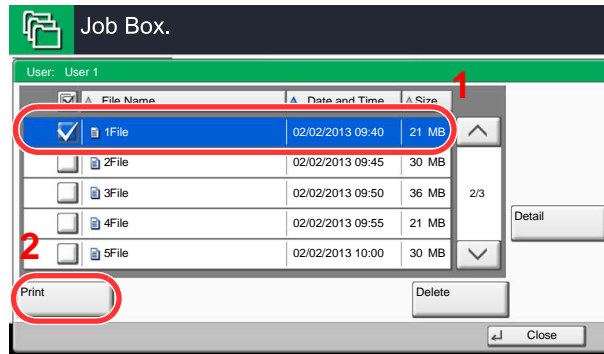 Job Box.
User: User 1
1
File Name Date and Time Size
1File 02/02/2013 09:40 21 MB
2File 02/02/2013 09:45 30 MB
3File 02/02/2013 09:50 36 MB
2/3
4File 02/02/2013 09:55 21 MB
Detail
2
5File 02/02/2013 10:00 30 MB
Print Delete
Close